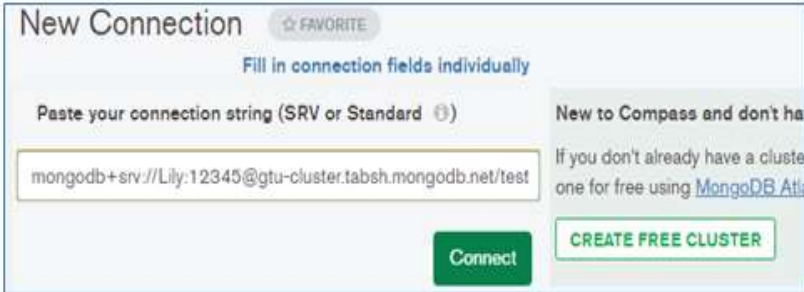 New Connection
☆ FAVORITE
Fill in connection fields individually
Paste your connection string (SRV or Standard ⓘ)
mongodb+srv://Lily:12345@gtu-cluster.tabsh.mongodb.net/test
Connect
New to Compass and don't ha
If you don't already have a cluste
one for free using MongoDB Atla
CREATE FREE CLUSTER